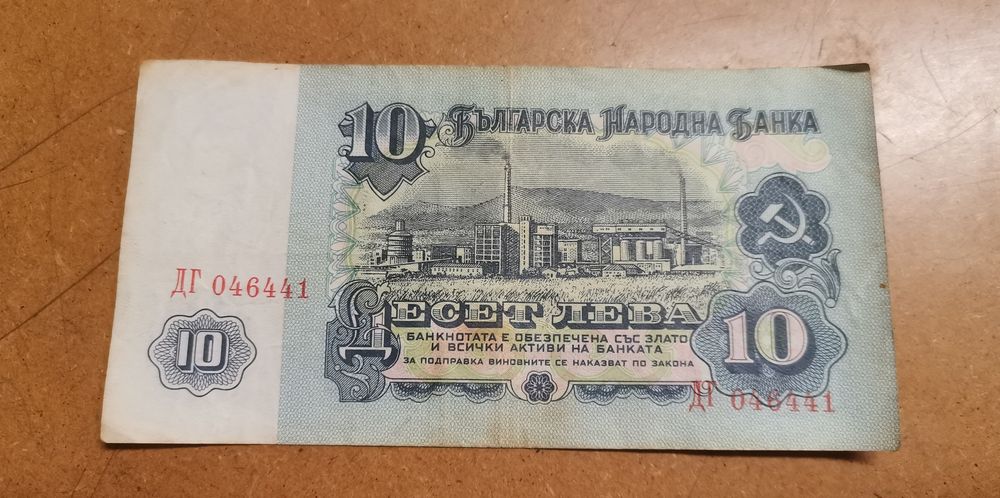 10 БЪЛГАРСКА НАРОДНА БАНКА
ДГ 046441
10
ДЕСЕТ ЛЕВА
10
БАНКНОТАТА Е ОБЕЗПЕЧЕНА СЪС ЗЛАТО
И ВСИЧКИ АКТИВИ НА БАНКАТА
ЗА ПОДПРАВКА ВИНОВНИТЕ СЕ НАКАЗВАТ ПО ЗАКОНА
ДГ 046441